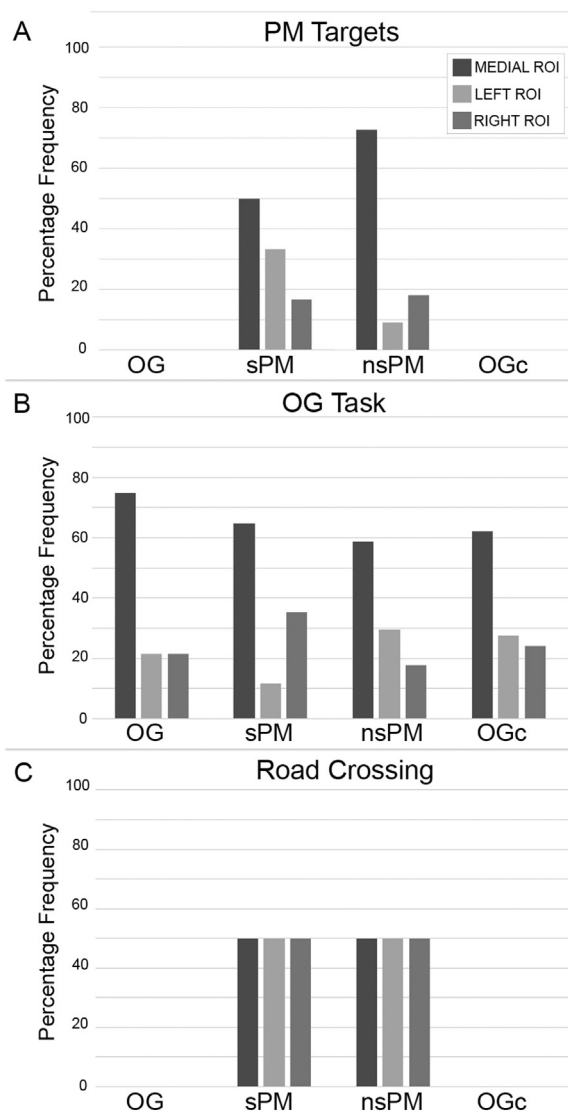 A
PM Targets
100
80
60
40
20
0
Percentage Frequency
MEDIAL ROI
LEFT ROI
RIGHT ROI
OG sPM nsPM OGc
B
OG Task
100
80
60
40
20
0
Percentage Frequency
OG sPM nsPM OGc
C
Road Crossing
100
80
60
40
20
0
Percentage Frequency
OG sPM nsPM OGc